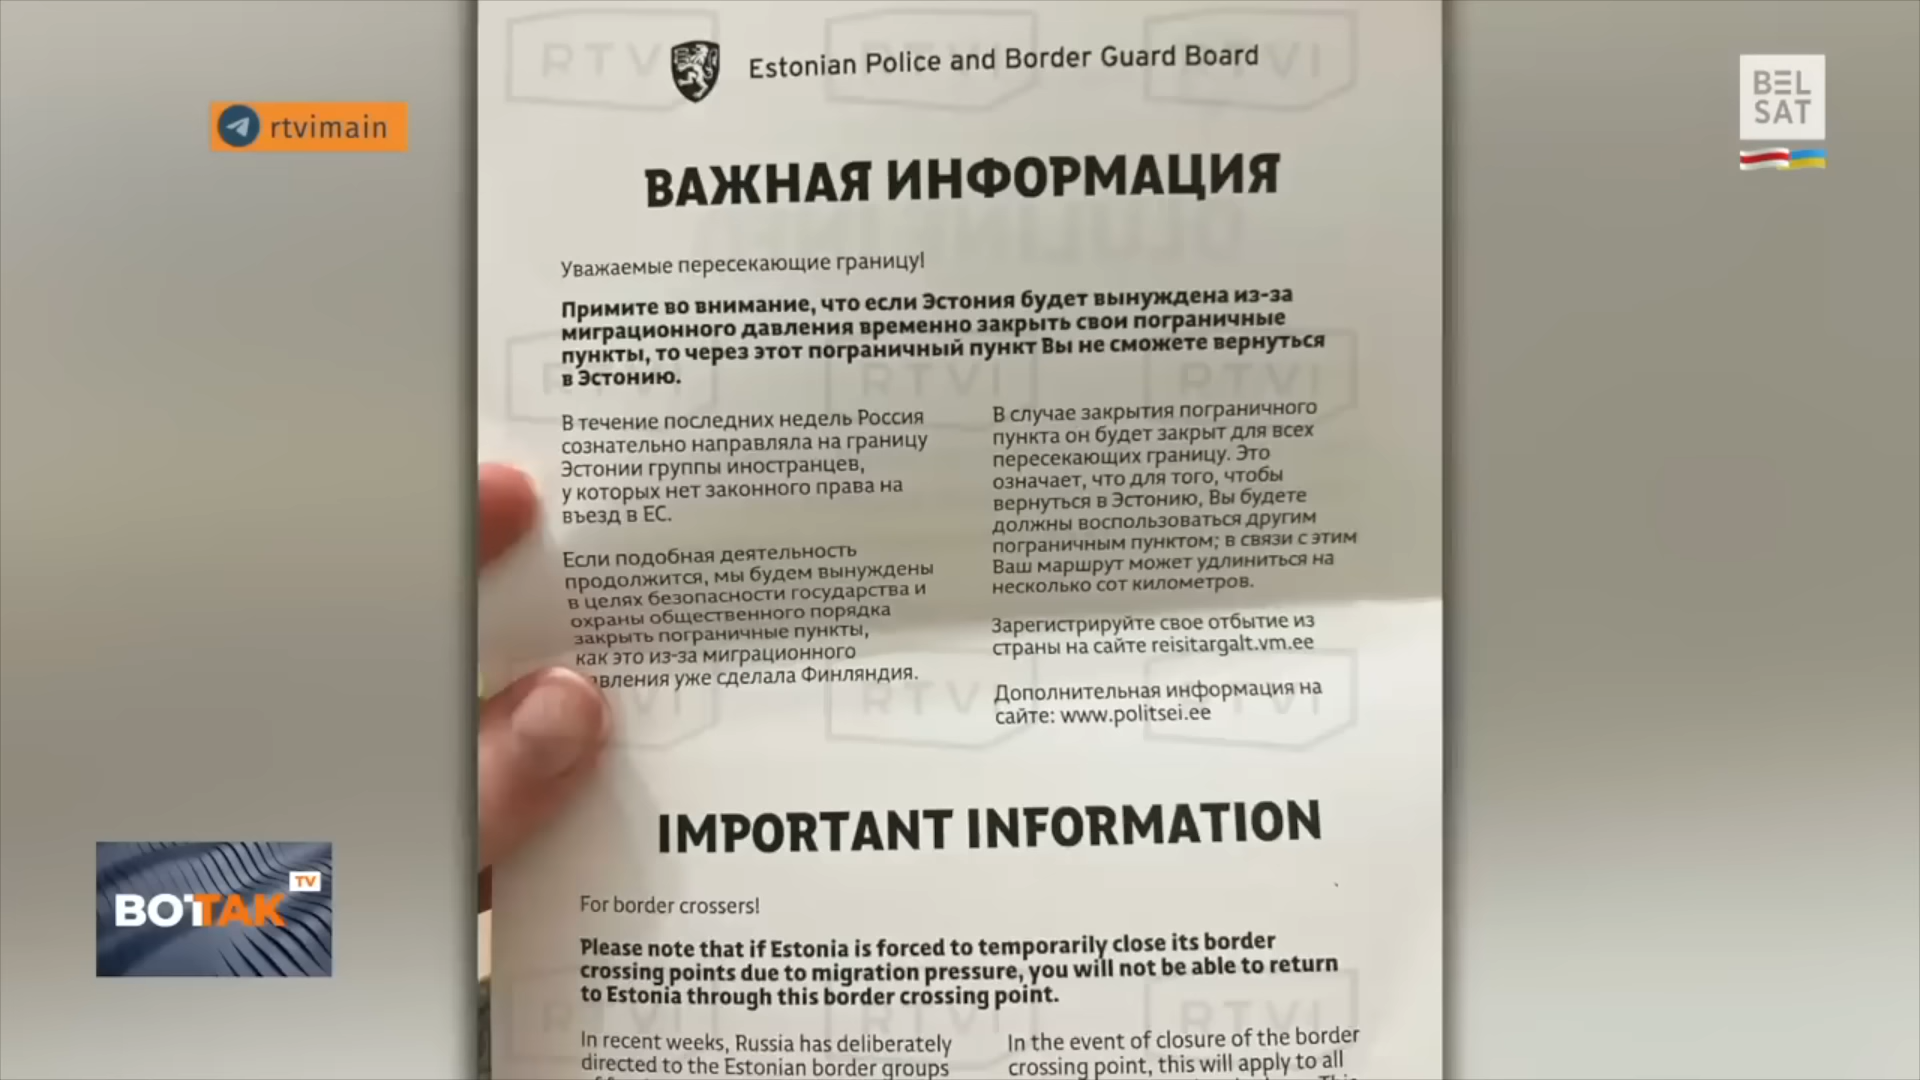 Estonian Police and Border Guard Board
rtvimain
BEL
SAT
ВАЖНАЯ ИНФОРМАЦИЯ
Уважаемые пересекающие границу!
Примите во внимание, что если Эстония будет вынуждена из-за
миграционного давления временно закрыть свои пограничные
пункты, то через этот пограничный пункт Вы не сможете вернуться
в Эстонию.
В течение последних недель Россия
сознательно направляла на границу
Эстонии группы иностранцев,
у которых нет законного права на
въезд в ЕС.
Если подобная деятельность
продолжится, мы будем вынуждены
в целях безопасности государства и
охраны общественного порядка
закрыть пограничные пункты,
как это из-за миграционного
авления уже сделала Финляндия.
В случае закрытия пограничного
пункта он будет закрыт для всех
пересекающих границу. Это
означает, что для того, чтобы
вернуться в Эстонию, Вы будете
должны воспользоваться другим
пограничным пунктом; в связи с этим
Ваш маршрут может удлиниться на
несколько сот километров.
Зарегистрируйте свое отбытие из
страны на сайте reisitargalt.vm.ee
Дополнительная информация на
сайте: www.politsei.ee
IMPORTANT INFORMATION
For border crossers!
Please note that if Estonia is forced to temporarily close its border
crossing points due to migration pressure, you will not be able to return
to Estonia through this border crossing point.
In recent weeks, Russia has deliberately
directed to the Estonian border groups
In the event of closure of the border
crossing point, this will apply to all
ВОТТАК
TV
RTVI